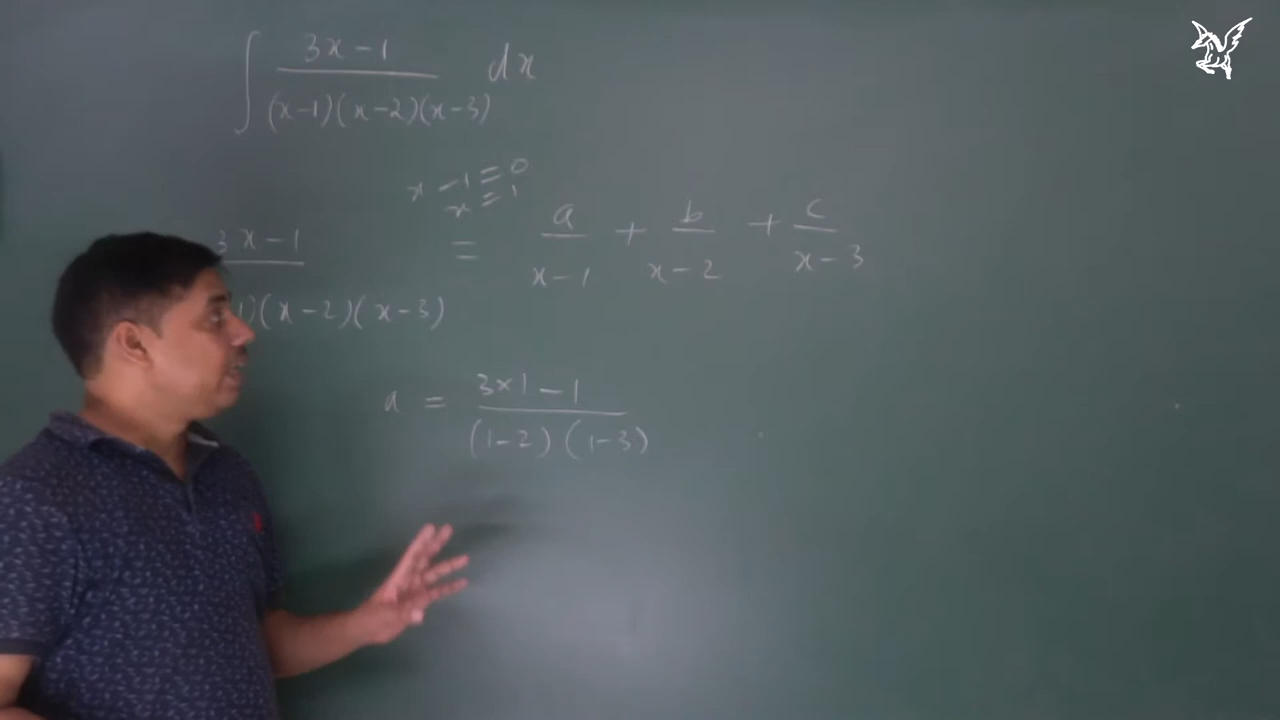 ∫ 3x-1 / (x-1)(x-2)(x-3) dx
x-1=0
x=1
3x-1 / 1)(x-2)(x-3) = a / x-1 + b / x-2 + c / x-3
a = 3×1-1 / (1-2)(1-3)